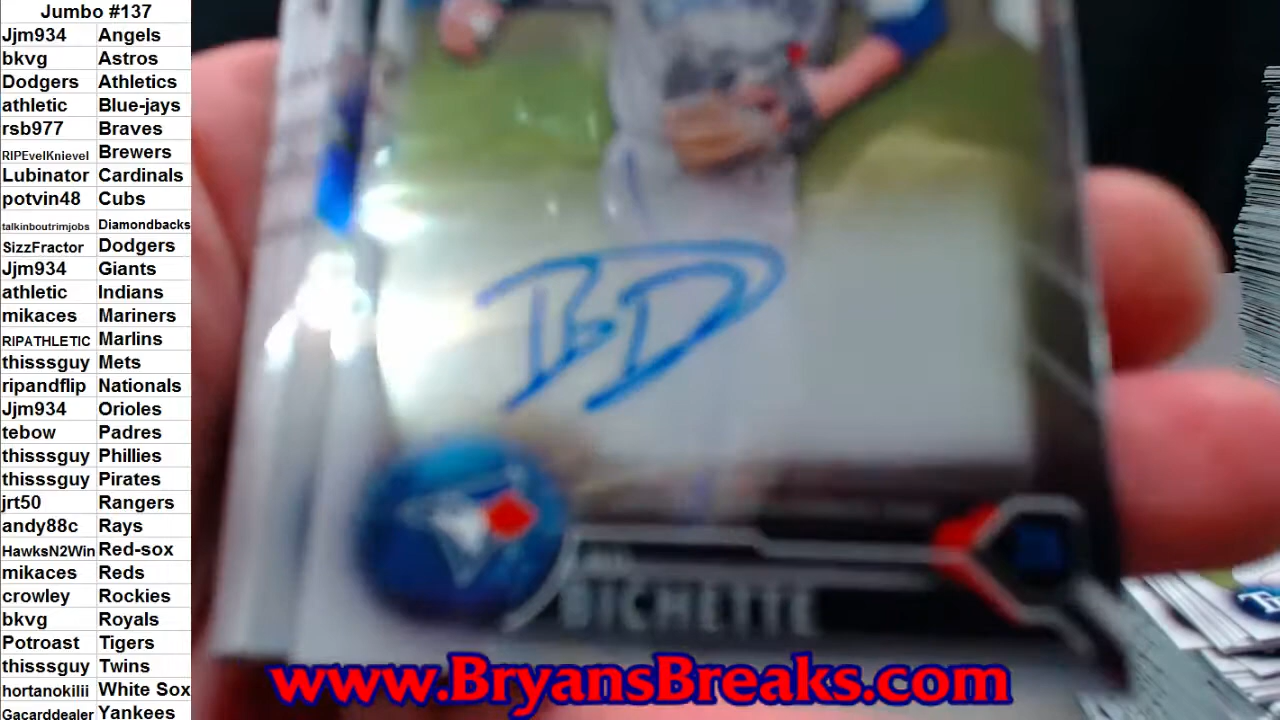 Jumbo #137
Jjm934 Angels
bkvg Astros
Dodgers Athletics
athletic Blue-jays
rsb977 Braves
RIPEvelKnievel Brewers
Lubinator Cardinals
potvin48 Cubs
talkinboutrimjobs Diamondbacks
SizzFractor Dodgers
Jjm934 Giants
athletic Indians
mikaces Mariners
RIPATHLETIC Marlins
thisssguy Mets
ripandflip Nationals
Jjm934 Orioles
tebow Padres
thisssguy Phillies
thisssguy Pirates
jrt50 Rangers
andy88c Rays
HawksN2Win Red-sox
mikaces Reds
crowley Rockies
bkvg Royals
Potroast Tigers
thisssguy Twins
hortanokilii White Sox
Gacarddealer Yankees
BICHETTE
www.BryansBreaks.com